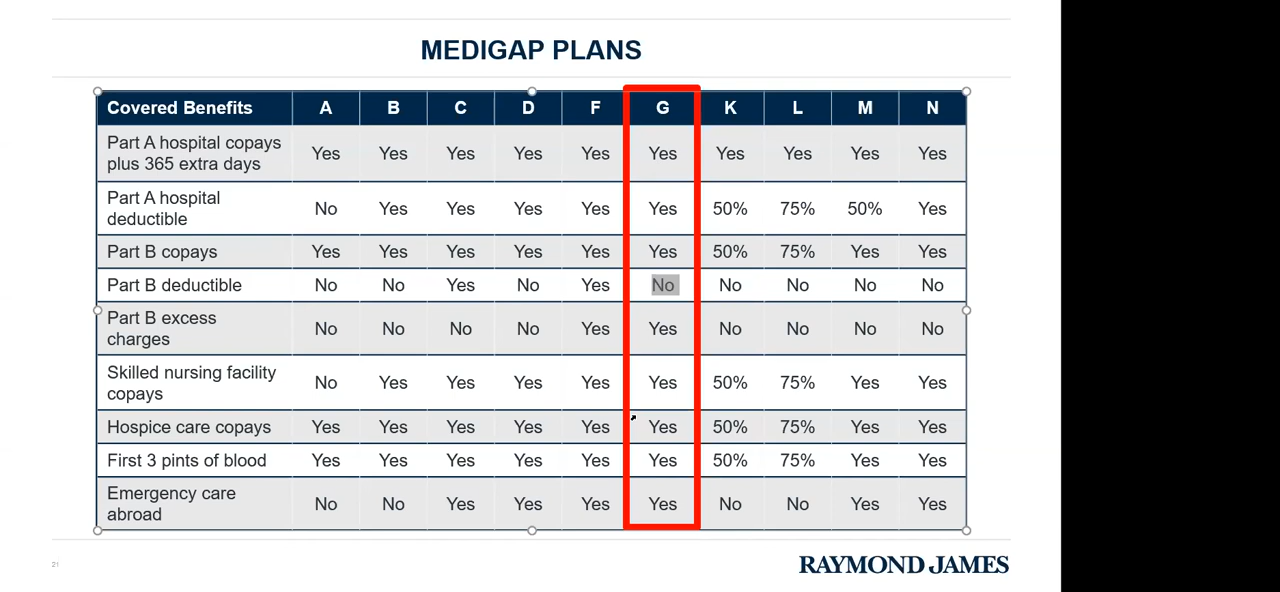 MEDIGAP PLANS
Covered Benefits A B C D F G K L M N
Part A hospital copays
plus 365 extra days Yes Yes Yes Yes Yes Yes Yes Yes Yes Yes
Part A hospital
deductible No Yes Yes Yes Yes Yes 50% 75% 50% Yes
Part B copays Yes Yes Yes Yes Yes Yes 50% 75% Yes Yes
Part B deductible No No Yes No Yes No No No No No
Part B excess
charges No No No No Yes Yes No No No No
Skilled nursing facility
copays No Yes Yes Yes Yes Yes 50% 75% Yes Yes
Hospice care copays Yes Yes Yes Yes Yes Yes 50% 75% Yes Yes
First 3 pints of blood Yes Yes Yes Yes Yes Yes 50% 75% Yes Yes
Emergency care
abroad No No Yes Yes Yes Yes No No Yes Yes
21
RAYMOND JAMES